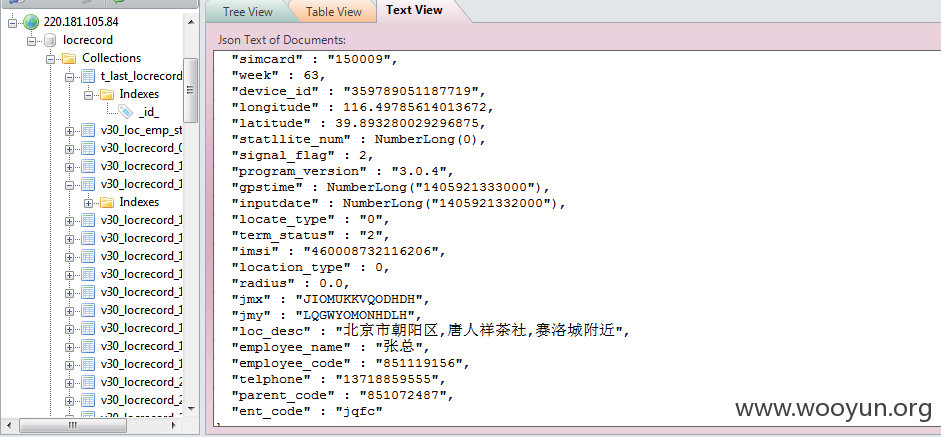 220.181.105.84
locrecord
Collections
t_last_locrecord
Indexes
_id_
v30_loc_emp_st
v30_locrecord_0
v30_locrecord_1
v30_locrecord_1
Indexes
v30_locrecord_1
v30_locrecord_1
v30_locrecord_1
v30_locrecord_1
v30_locrecord_1
v30_locrecord_1
v30_locrecord_1
v30_locrecord_1
v30_locrecord_1
v30_locrecord_2
v30_locrecord_2
Tree View
Table View
Text View
Json Text of Documents:
"simcard" : "150009",
"week" : 63,
"device_id" : "359789051187719",
"longitude" : 116.49785614013672,
"latitude" : 39.893280029296875,
"statllite_num" : NumberLong(0),
"signal_flag" : 2,
"program_version" : "3.0.4",
"gpstime" : NumberLong("1405921333000"),
"inputdate" : NumberLong("1405921332000"),
"locate_type" : "0",
"term_status" : "2",
"imsi" : "460008732116206",
"location_type" : 0,
"radius" : 0.0,
"jmx" : "JIOMUKKVQODHDH",
"jmy" : "LQGWYOMONHDLH",
"loc_desc" : "北京市朝阳区,唐人祥茶社,赛洛城附近",
"employee_name" : "张总",
"employee_code" : "851119156",
"telphone" : "13718859555",
"parent_code" : "851072487",
"ent_code" : "jqfc"
www.wooyun.org